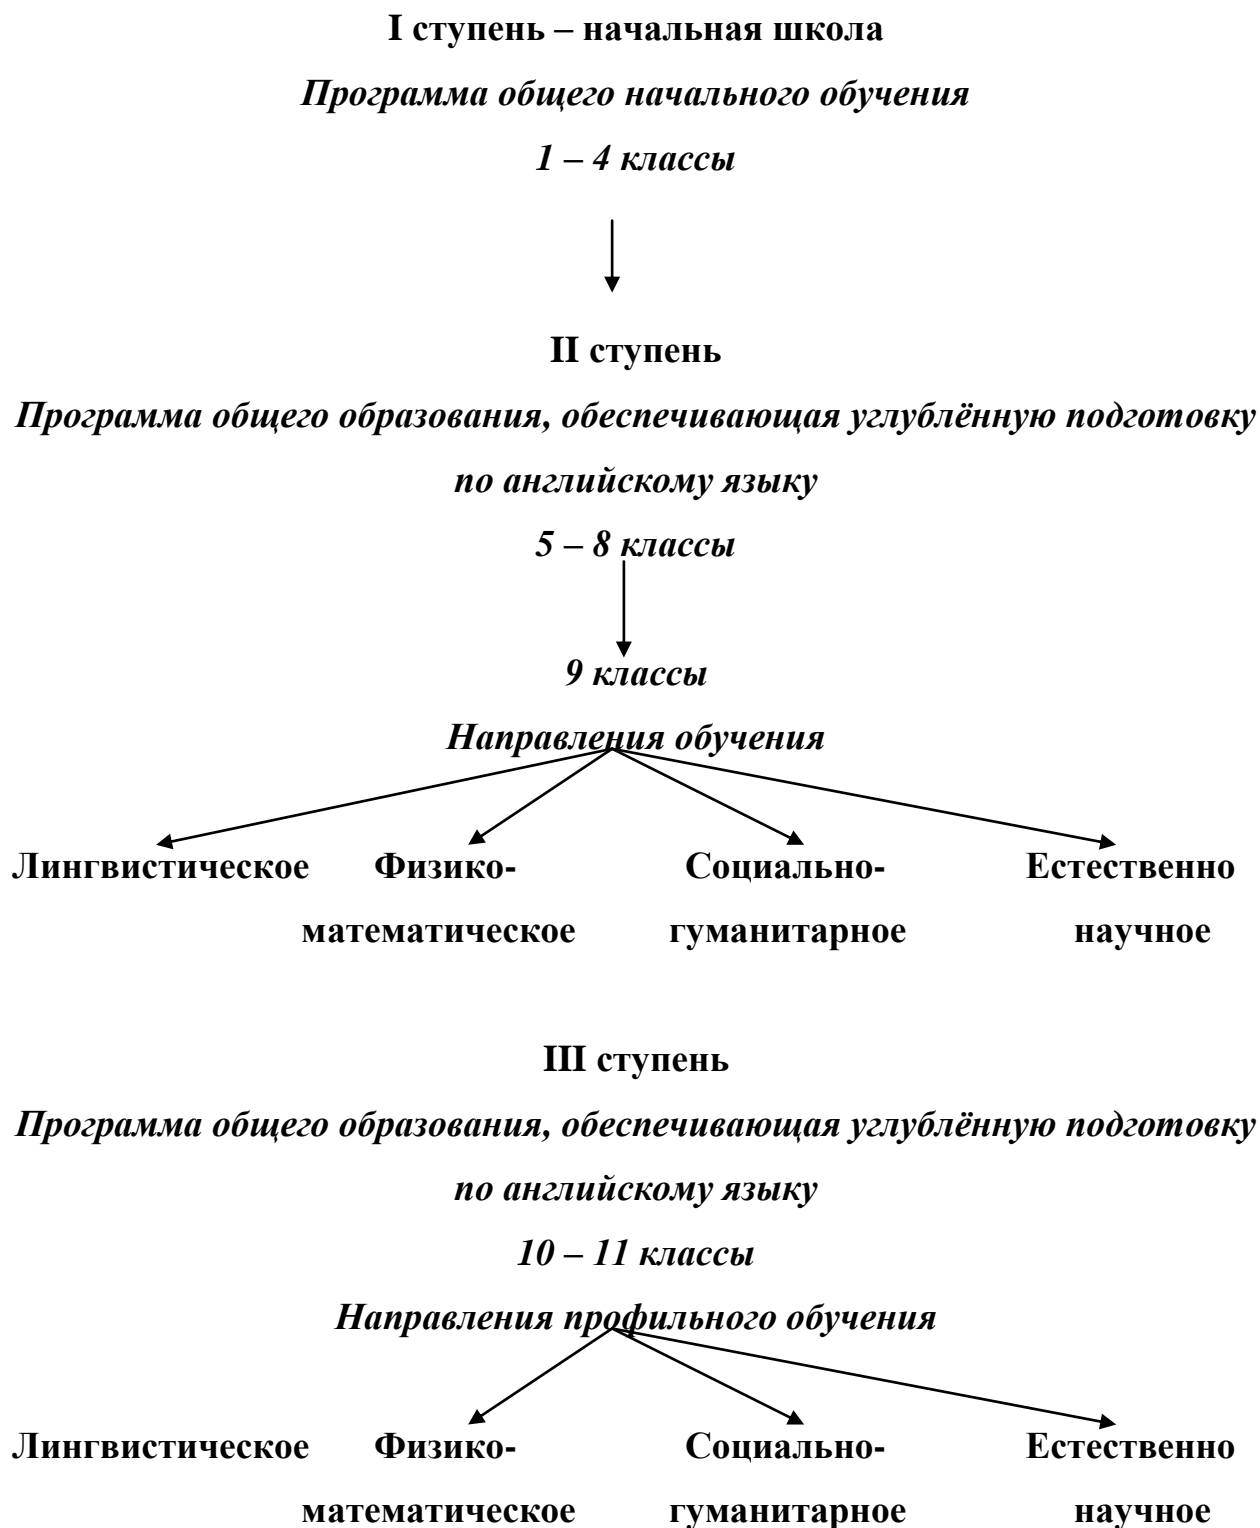 I ступень – начальная школа
Программа общего начального обучения
1 – 4 классы
II ступень
Программа общего образования, обеспечивающая углублённую подготовку
по английскому языку
5 – 8 классы
9 классы
Направления обучения
Лингвистическое Физико- Социально- Естественно
математическое гуманитарное научное
III ступень
Программа общего образования, обеспечивающая углублённую подготовку
по английскому языку
10 – 11 классы
Направления профильного обучения
Лингвистическое Физико- Социально- Естественно
математическое гуманитарное научное